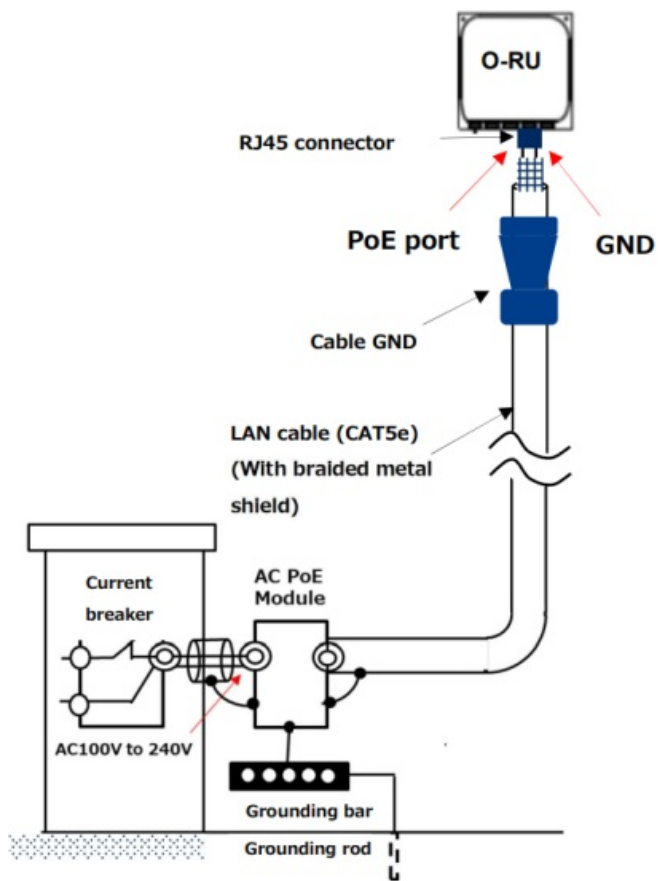 O-RU
RJ45 connector
PoE port
GND
Cable GND
LAN cable (CAT5e)
(With braided metal
shield)
Current
breaker
AC PoE
Module
AC100V to 240V
Grounding bar
Grounding rod